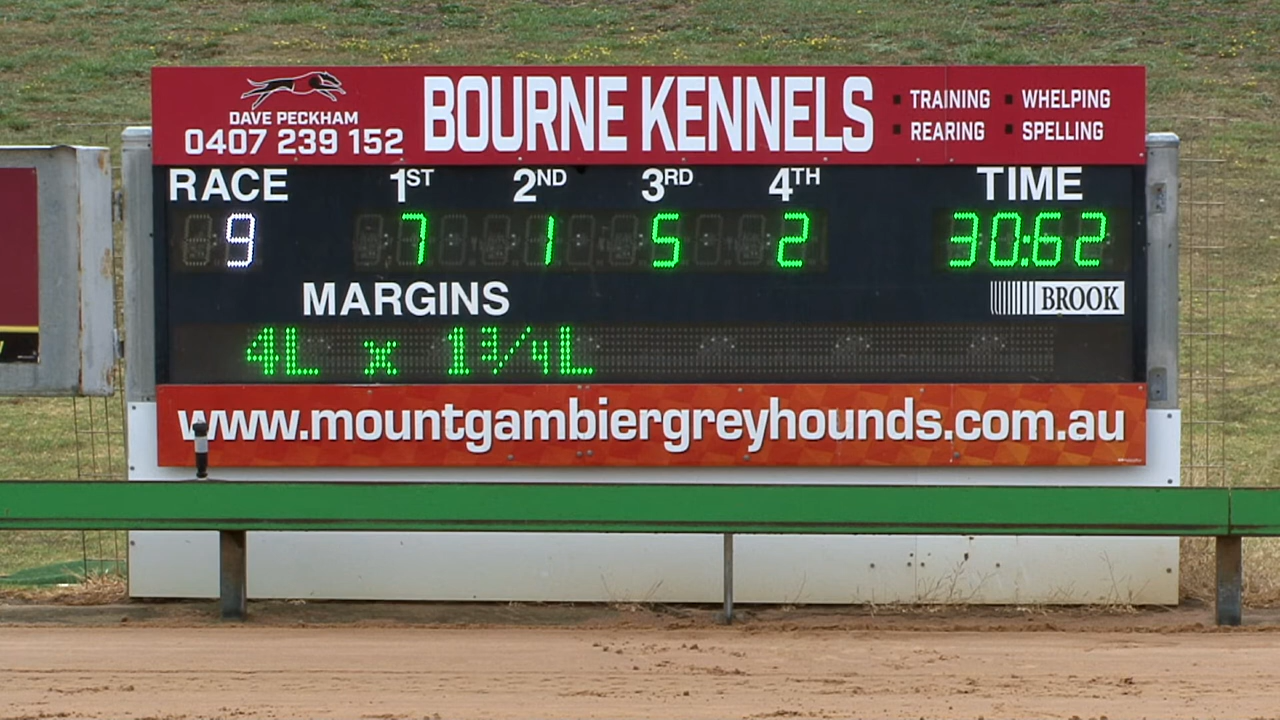 DAVE PECKHAM
0407 239 152
BOURNE KENNELS
TRAINING
REARING
WHELPING
SPELLING
RACE 1ST 2ND 3RD 4TH TIME
9 7 1 5 2 30:62
MARGINS
BROOK
4L x 1¾L
www.mountgambiergreyhounds.com.au